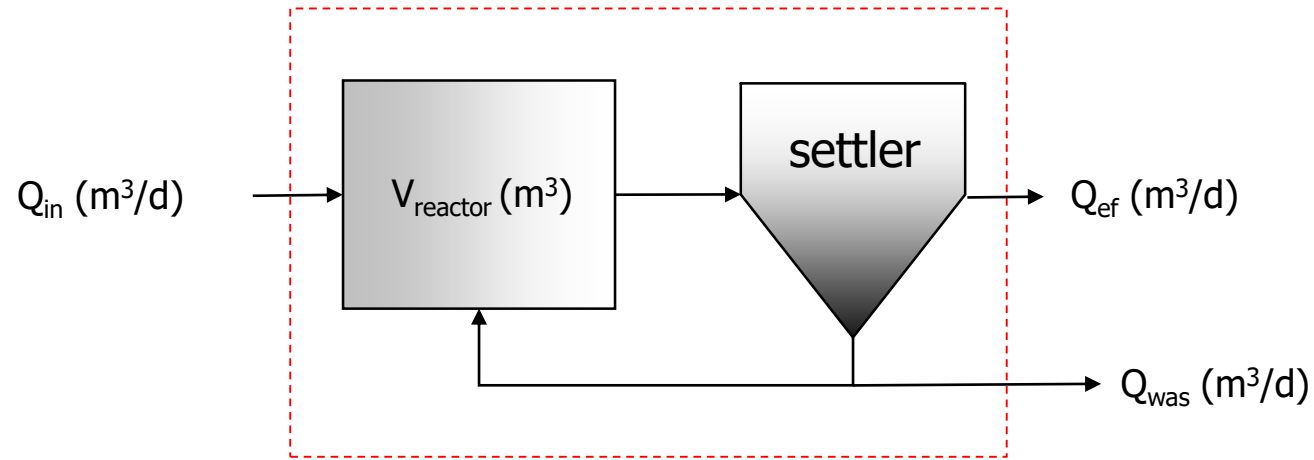 settler
Q_in (m³/d)
V_reactor (m³)
Q_ef (m³/d)
Q_was (m³/d)